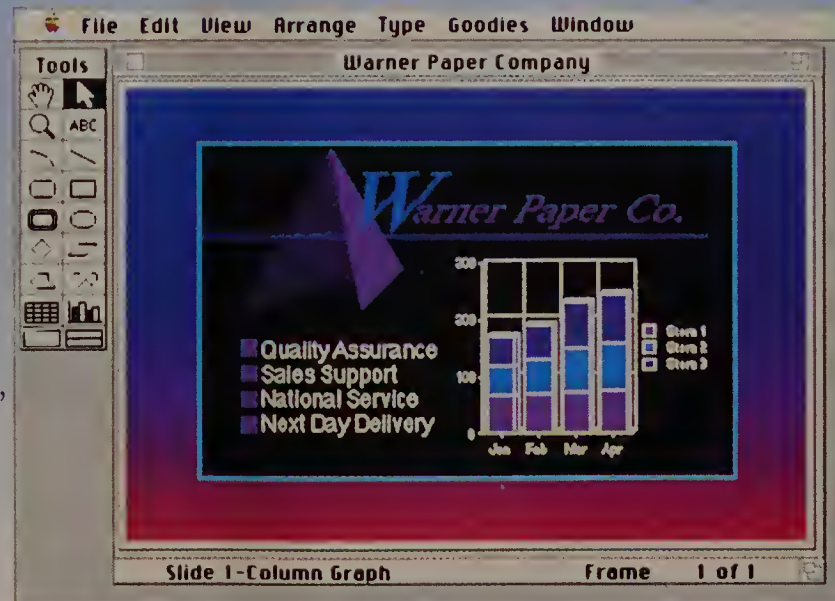 File Edit View Arrange Type Goodies Window
Tools
Warner Paper Company
ABC
Warner Paper Co.
300
200
100
0
Quality Assurance
Sales Support
National Service
Next Day Delivery
Jan Feb Mar Apr
Slide 1-Column Graph
Frame 1 of 1